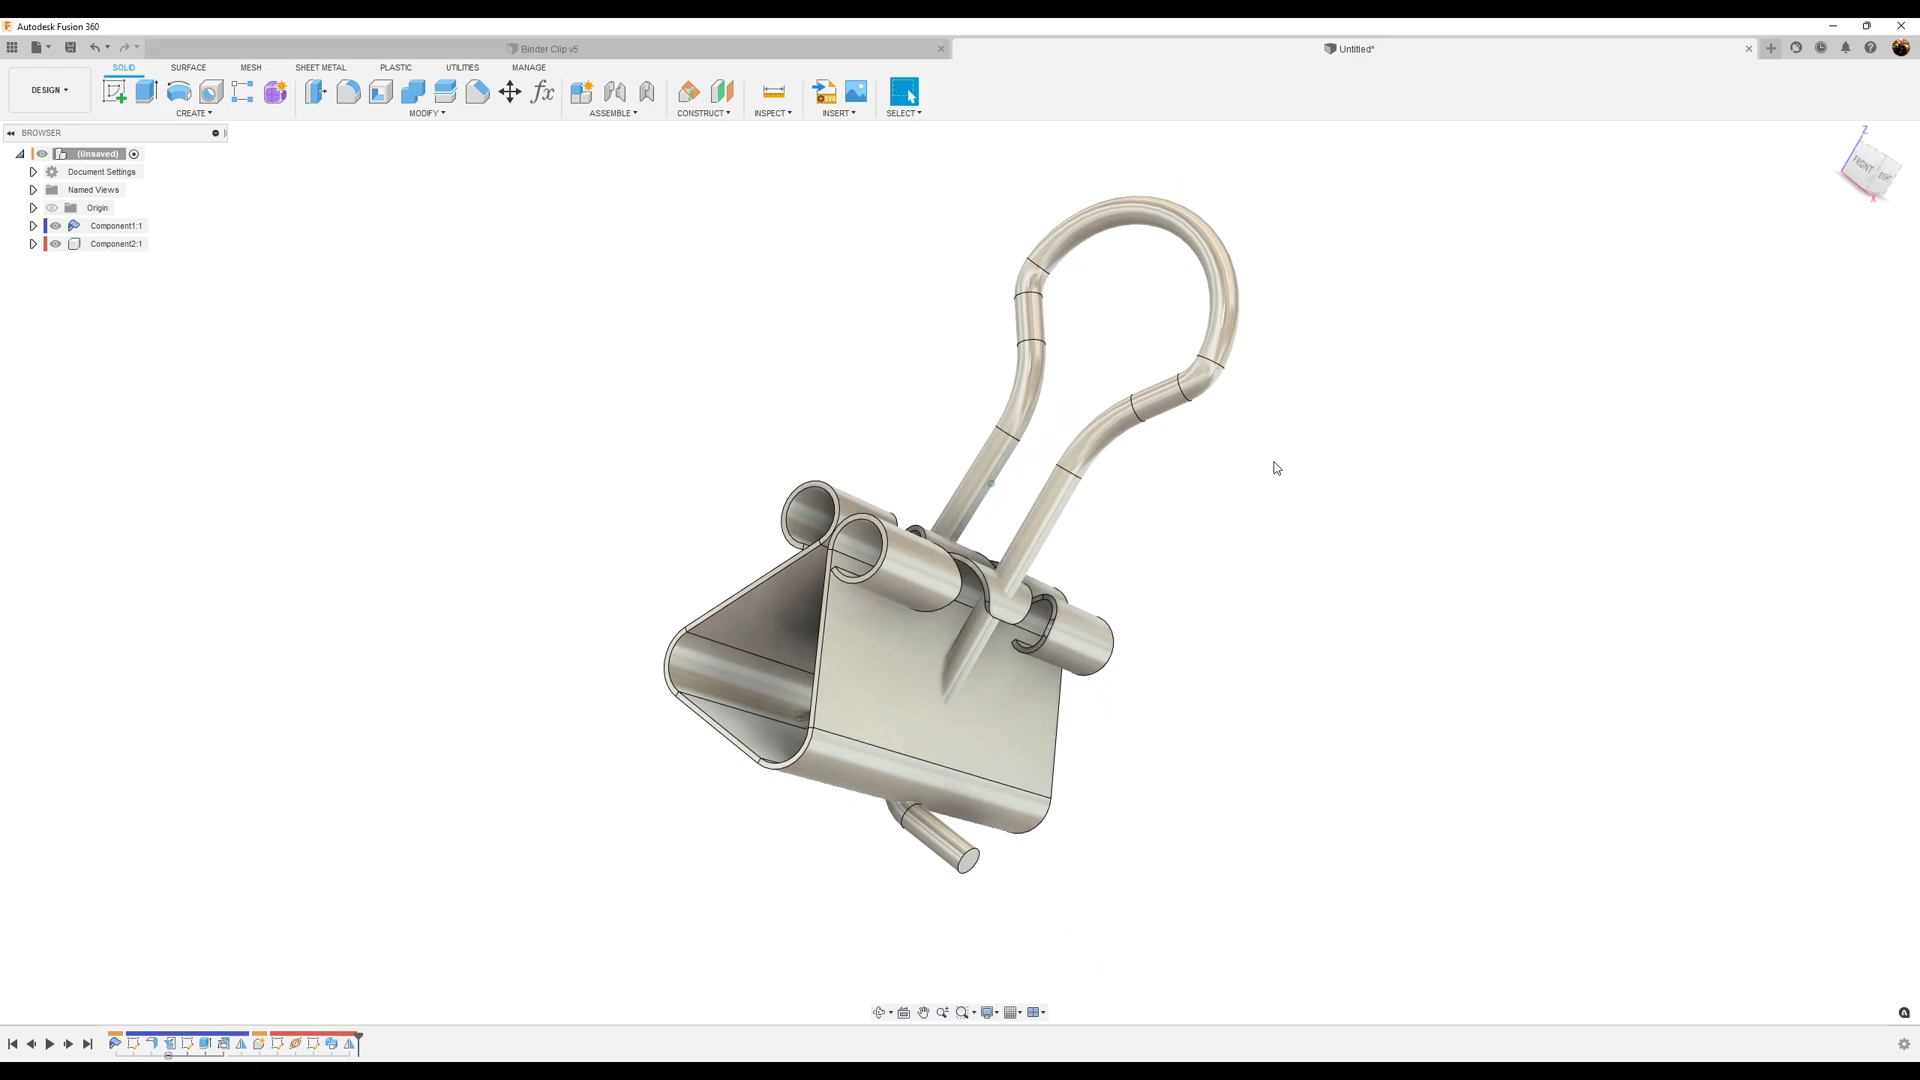 Autodesk Fusion 360
Binder Clip v5
Untitled*
DESIGN
SOLID
SURFACE
MESH
SHEET METAL
PLASTIC
UTILITIES
MANAGE
CREATE
MODIFY
ASSEMBLE
CONSTRUCT
INSPECT
INSERT
SELECT
BROWSER
(Unsaved)
Document Settings
Named Views
Origin
Component1:1
Component2:1
Z
FRONT
X